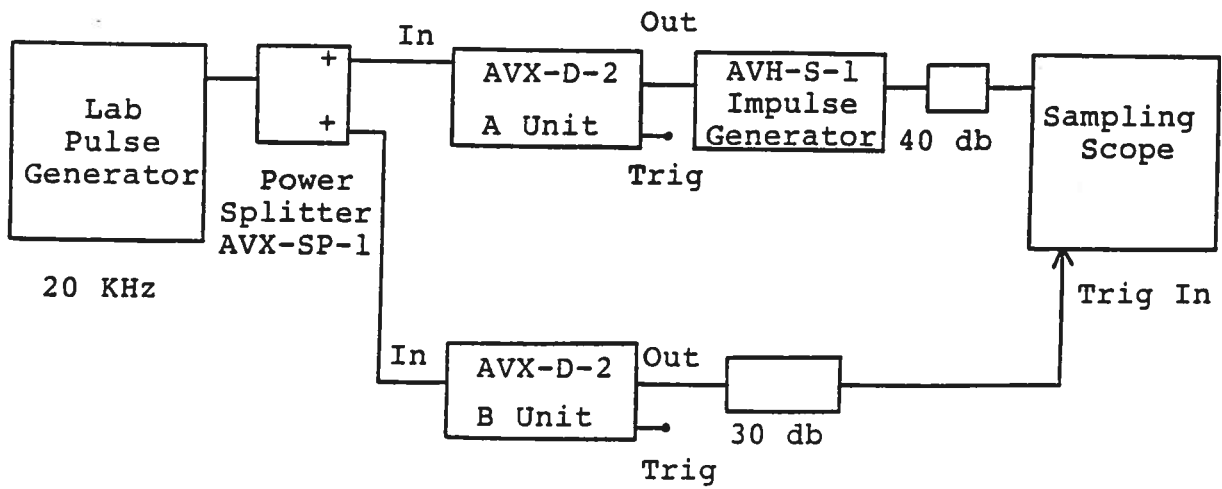 Lab
Pulse
Generator
20 KHz
+
+
Power
Splitter
AVX-SP-1
In
AVX-D-2
A Unit
Out
Trig
AVH-S-1
Impulse
Generator
40 db
Sampling
Scope
Trig In
In
AVX-D-2
B Unit
Out
Trig
30 db